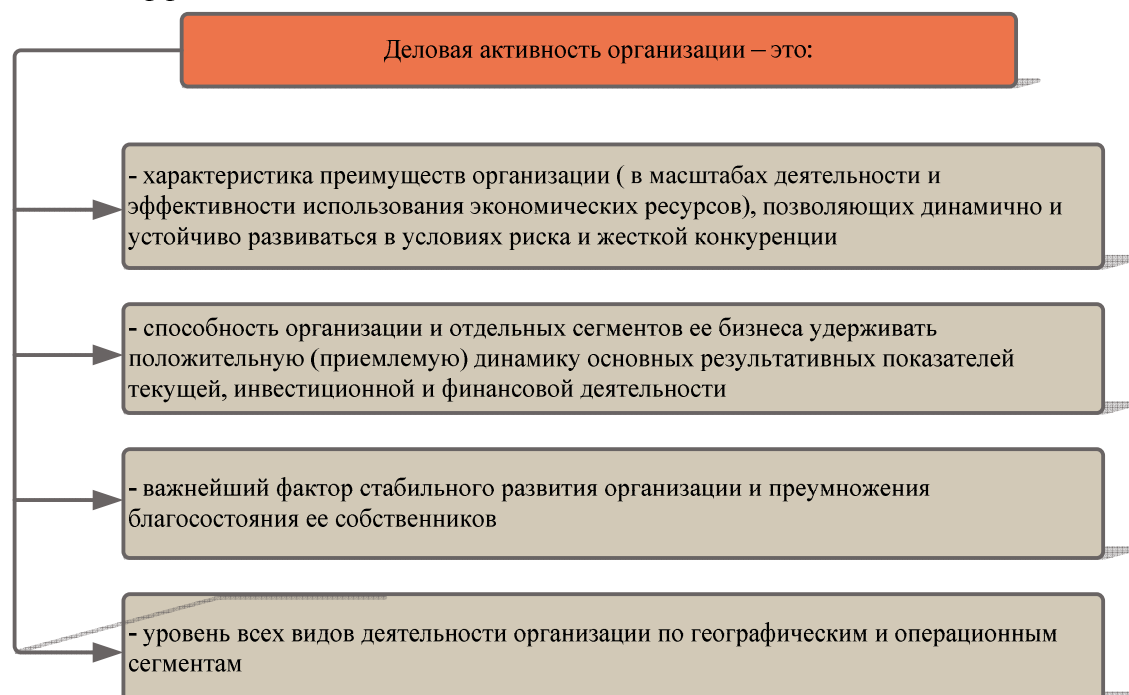 Деловая активность организации – это:
- характеристика преимуществ организации ( в масштабах деятельности и
эффективности использования экономических ресурсов), позволяющих динамично и
устойчиво развиваться в условиях риска и жесткой конкуренции
- способность организации и отдельных сегментов ее бизнеса удерживать
положительную (приемлемую) динамику основных результативных показателей
текущей, инвестиционной и финансовой деятельности
- важнейший фактор стабильного развития организации и преумножения
благосостояния ее собственников
- уровень всех видов деятельности организации по географическим и операционным
сегментам